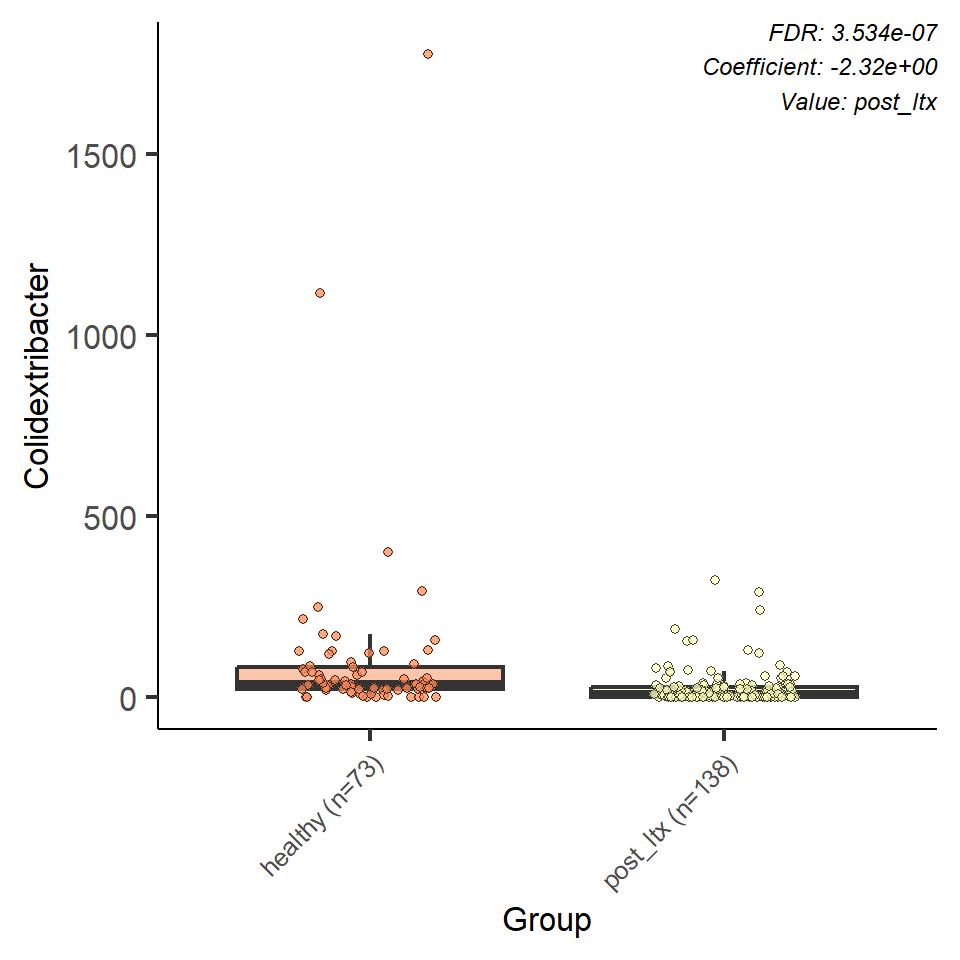 FDR: 3.534e-07
Coefficient: -2.32e+00
Value: post_ltx
1500
1000
500
0
Colidextribacter
healthy (n=73)
post_ltx (n=138)
Group